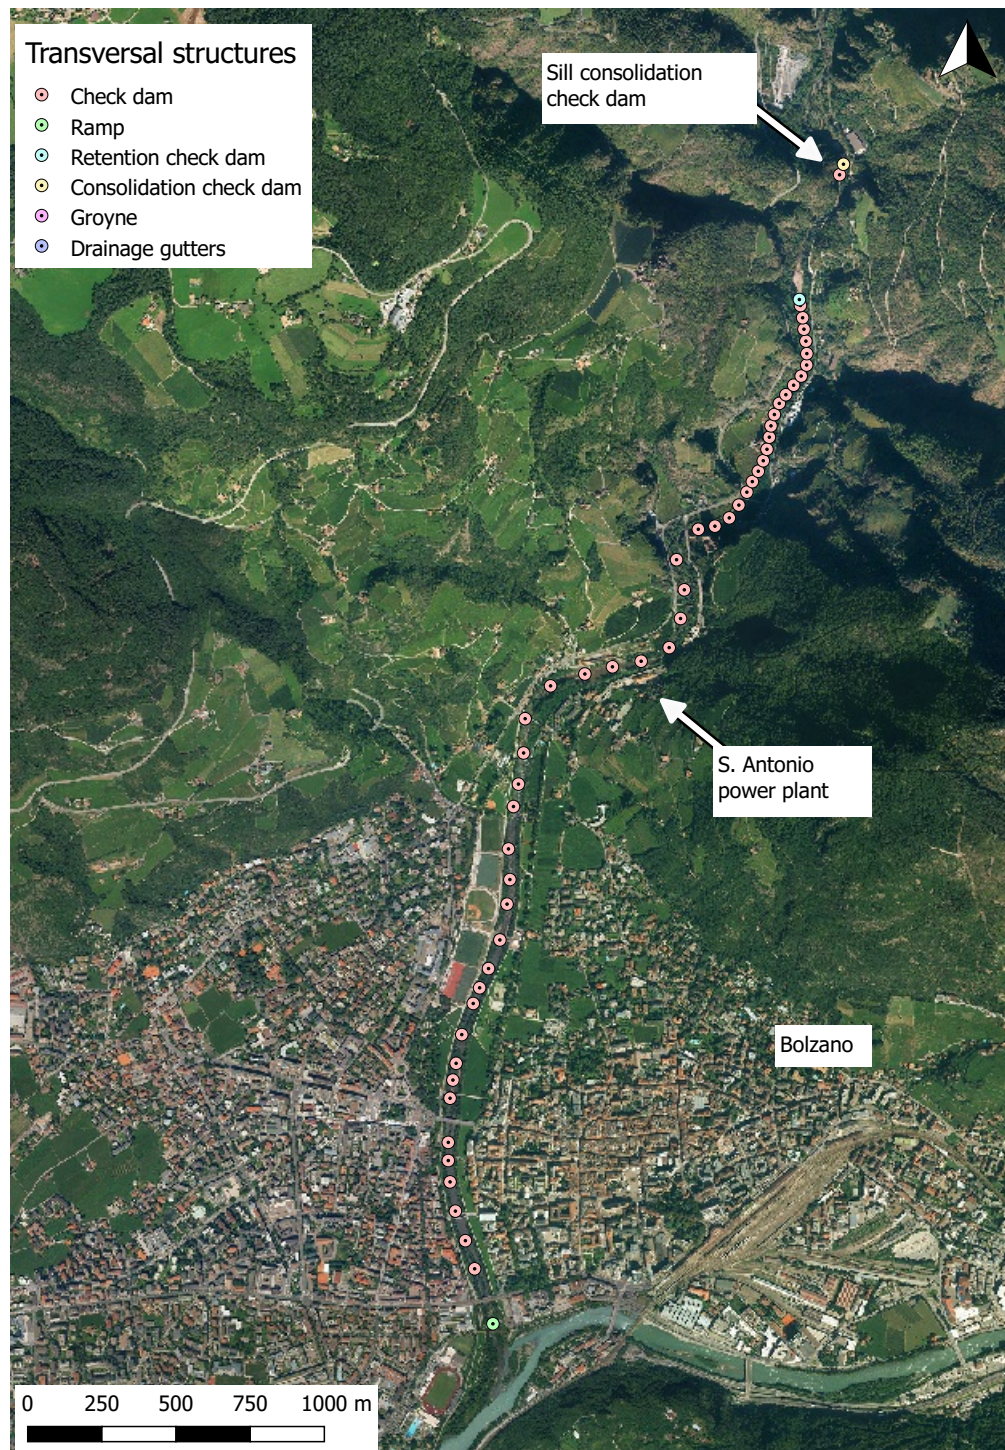 Transversal structures
Check dam
Ramp
Retention check dam
Consolidation check dam
Groyne
Drainage gutters
Sill consolidation
check dam
S. Antonio
power plant
Bolzano
0 250 500 750 1000 m